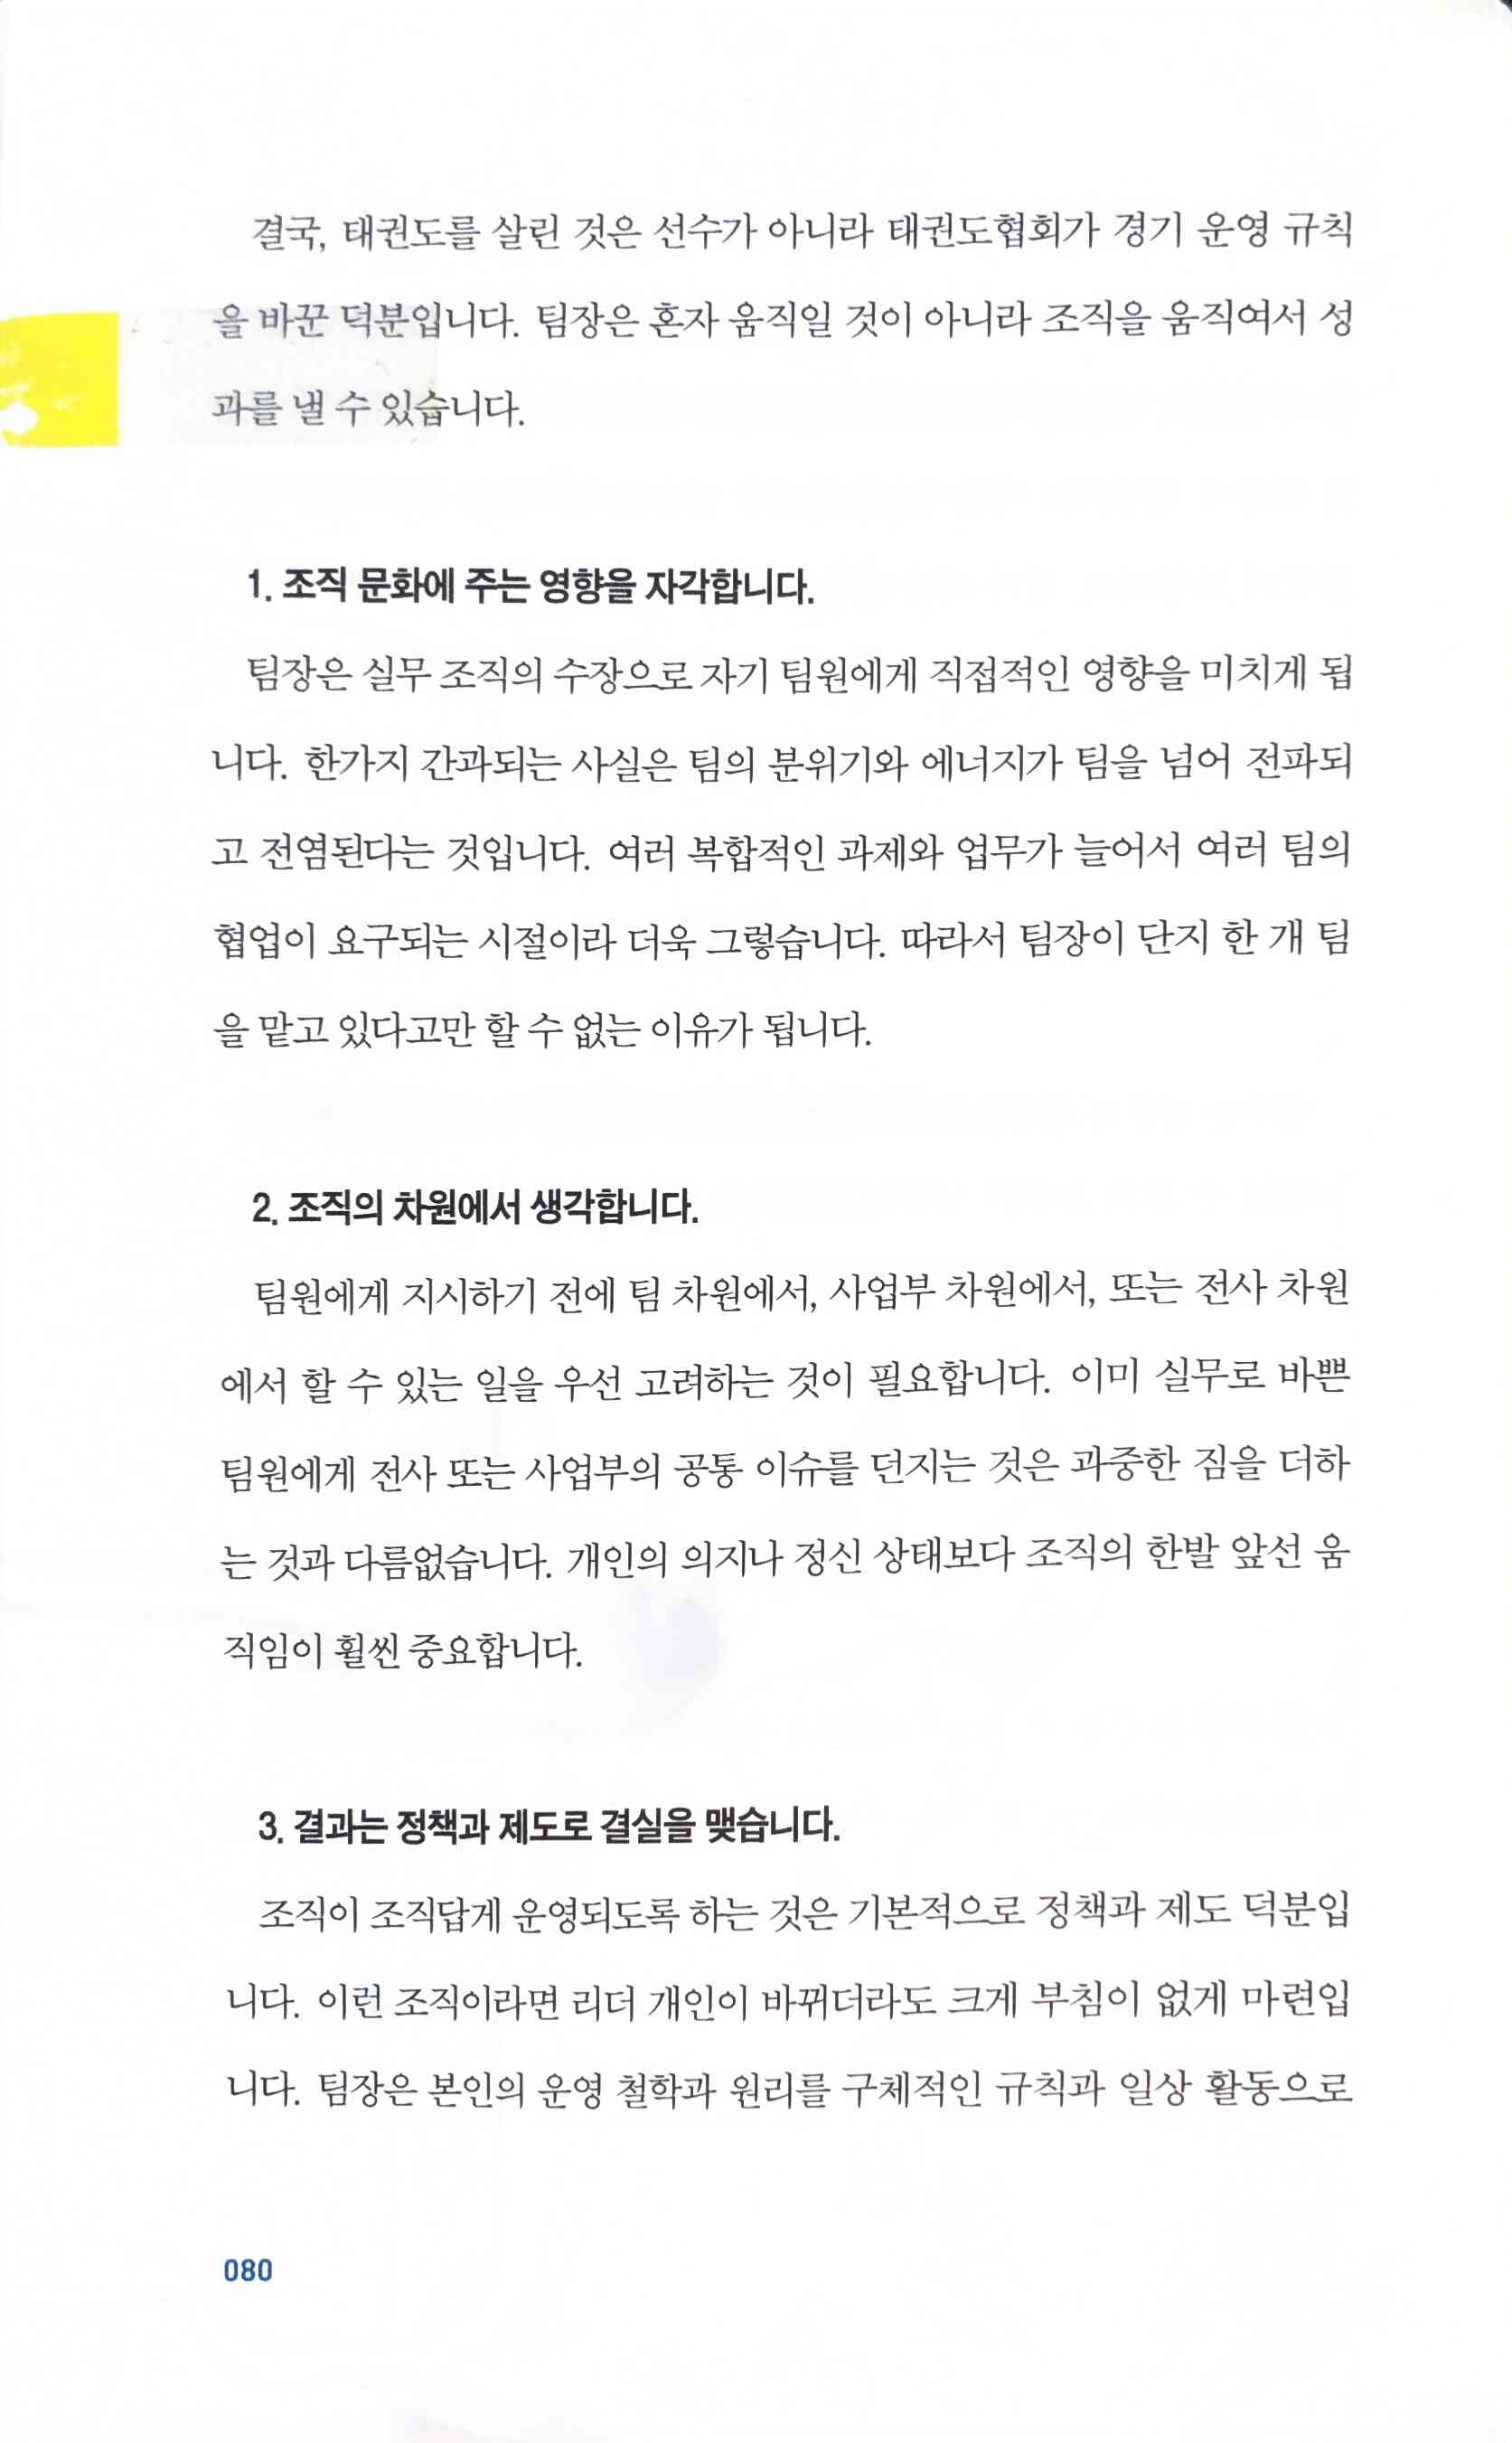 결국, 태권도를 살린 것은 선수가 아니라 태권도협회가 경기 운영 규칙
을 바꾼 덕분입니다. 팀장은 혼자 움직일 것이 아니라 조직을 움직여서 성
과를 낼 수 있습니다.
1. 조직 문화에 주는 영향을 자각합니다.
팀장은 실무 조직의 수장으로 자기 팀원에게 직접적인 영향을 미치게 됩
니다. 한가지 간과되는 사실은 팀의 분위기와 에너지가 팀을 넘어 전파되
고 전염된다는 것입니다. 여러 복합적인 과제와 업무가 늘어서 여러 팀의
협업이 요구되는 시절이라 더욱 그렇습니다. 따라서 팀장이 단지 한 개 팀
을 맡고 있다고만 할 수 없는 이유가 됩니다.
2. 조직의 차원에서 생각합니다.
팀원에게 지시하기 전에 팀 차원에서, 사업부 차원에서, 또는 전사 차원
에서 할 수 있는 일을 우선 고려하는 것이 필요합니다. 이미 실무로 바쁜
팀원에게 전사 또는 사업부의 공통 이슈를 던지는 것은 과중한 짐을 더하
는 것과 다름없습니다. 개인의 의지나 정신 상태보다 조직의 한발 앞선 움
직임이 훨씬 중요합니다.
3. 결과는 정책과 제도로 결실을 맺습니다.
조직이 조직답게 운영되도록 하는 것은 기본적으로 정책과 제도 덕분입
니다. 이런 조직이라면 리더 개인이 바뀌더라도 크게 부침이 없게 마련입
니다. 팀장은 본인의 운영 철학과 원리를 구체적인 규칙과 일상 활동으로
080